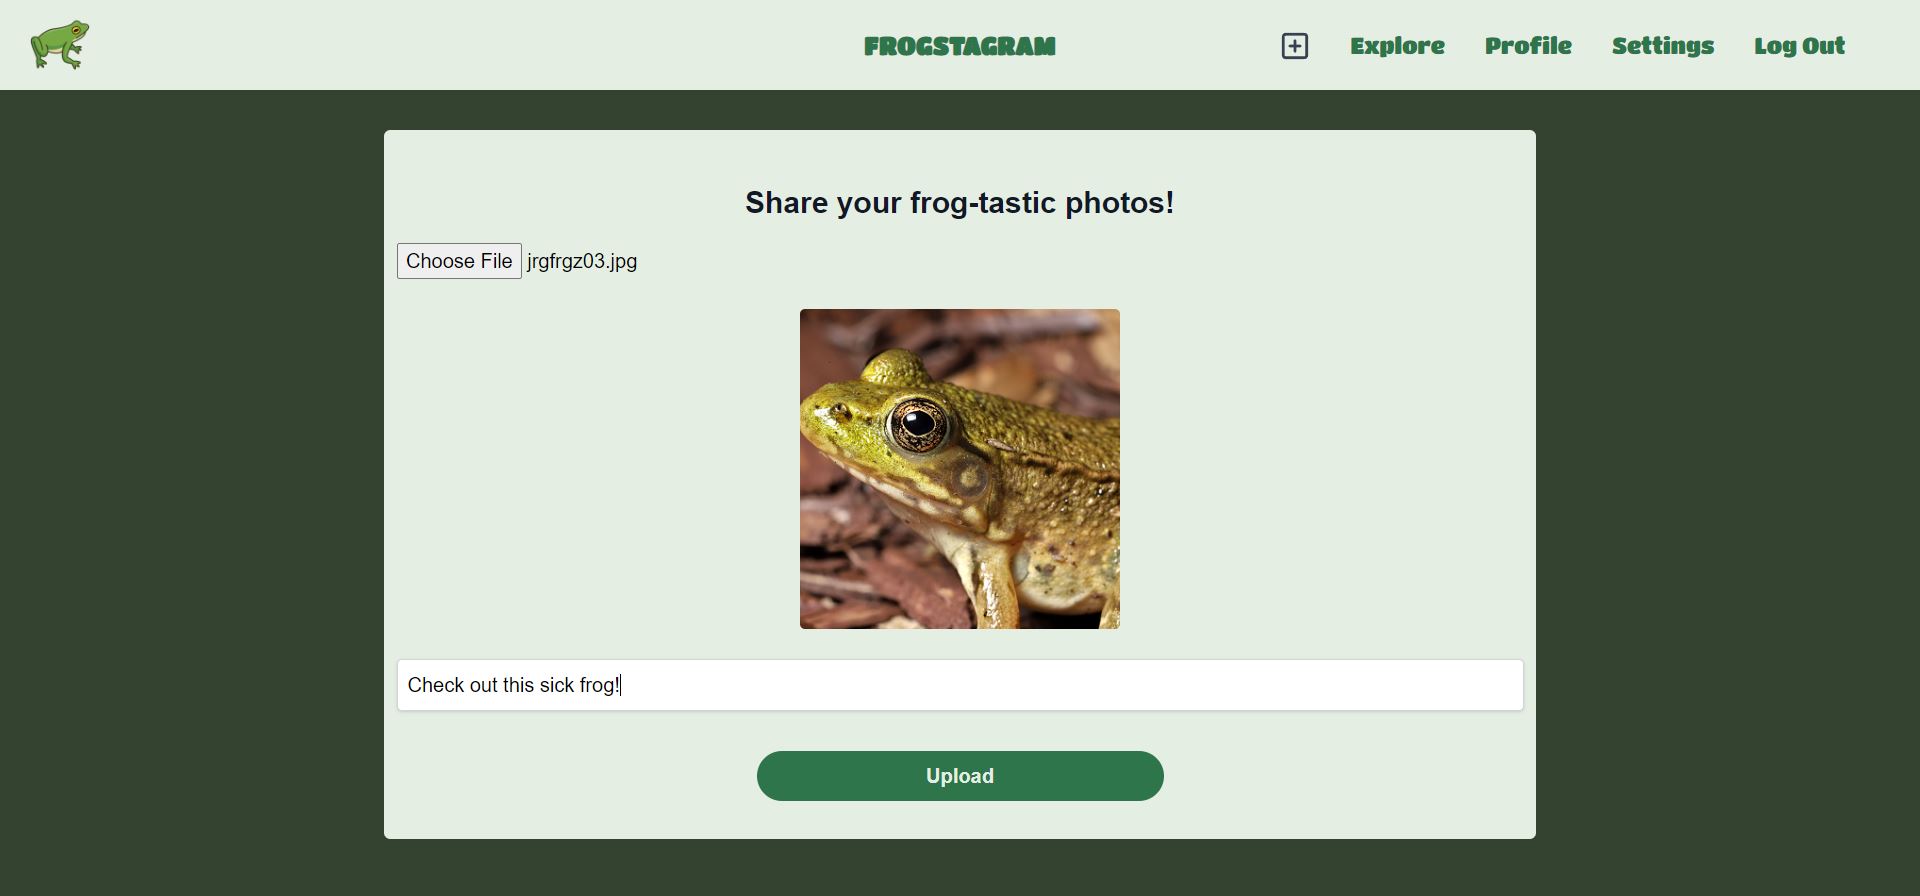 FROGSTAGRAM
Explore
Profile
Settings
Log Out
Share your frog-tastic photos!
Choose File jrgfrgz03.jpg
Check out this sick frog!
Upload